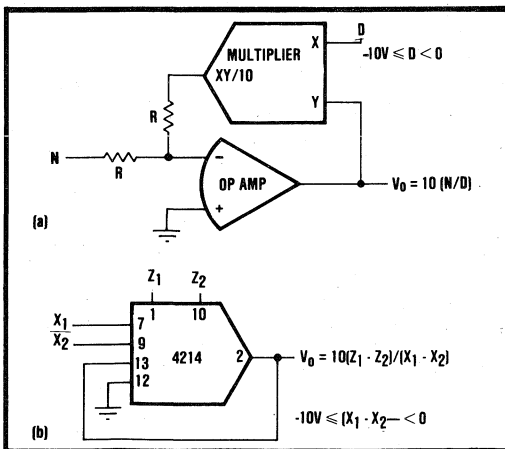 D
MULTIPLIER
X
-10V ≤ D < 0
XY/10
Y
R
N
R
−
OP AMP
+
V₀ = 10 (N/D)
(a)
Z₁ Z₂
1 10
X₁ 7
X₂ 9
13 4214 2 V₀ = 10(Z₁ - Z₂)/(X₁ - X₂)
12
-10V ≤ (X₁ - X₂— < 0
(b)